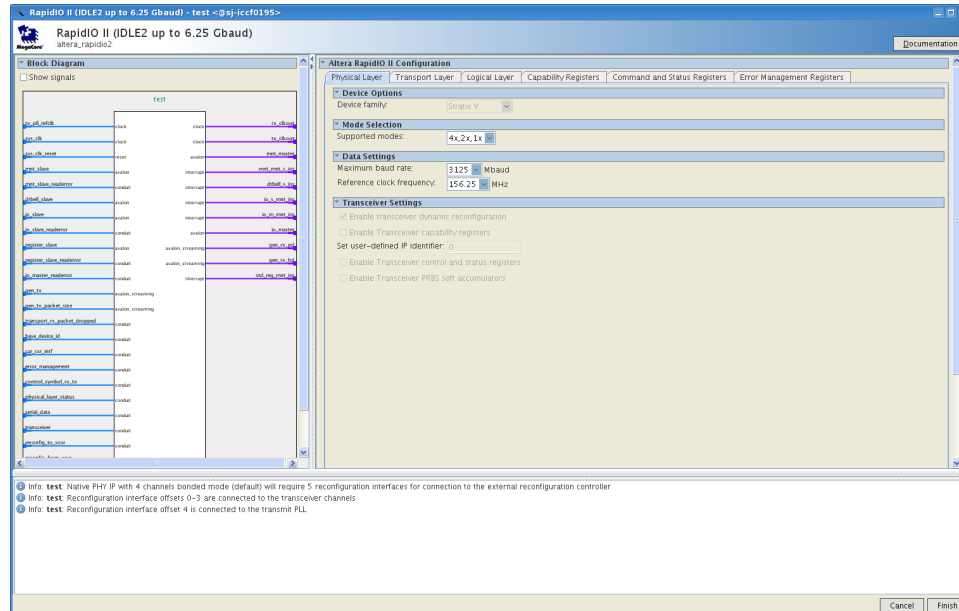 RapidIO II (IDLE2 up to 6.25 Gbaud) - test <@sj-iccf0195>
RapidIO II (IDLE2 up to 6.25 Gbaud)
altera_rapidio2
MegaCore
Documentation
Block Diagram
Show signals
test
tx_pll_refclk
clock
clock
rx_clkout
sys_clk
clock
clock
tx_clkout
sys_clk_reset
reset
avalon
mnt_master
mnt_slave
avalon
interrupt
mnt_mnt_s_irq
mnt_slave_readerror
conduit
interrupt
drbell_s_irq
drbell_slave
avalon
interrupt
io_s_mnt_irq
io_slave
avalon
interrupt
io_m_mnt_irq
io_slave_readerror
conduit
avalon
io_master
register_slave
avalon
avalon_streaming
gen_rx_pd
register_slave_readerror
conduit
avalon_streaming
gen_rx_hd
io_master_readerror
conduit
interrupt
std_reg_mnt_irq
gen_tx
avalon_streaming
gen_tx_packet_size
avalon_streaming
transport_rx_packet_dropped
conduit
base_device_id
conduit
car_csr_intf
conduit
error_management
conduit
control_symbol_rx_tx
conduit
physical_layer_status
conduit
serial_data
conduit
transceiver
conduit
reconfig_to_xcvr
conduit
reconfig_from_xcvr
Altera RapidIO II Configuration
Physical Layer
Transport Layer
Logical Layer
Capability Registers
Command and Status Registers
Error Management Registers
Device Options
Device family:
Stratix V
Mode Selection
Supported modes:
4x,2x,1x
Data Settings
Maximum baud rate:
3125
Mbaud
Reference clock frequency:
156.25
MHz
Transceiver Settings
Enable transceiver dynamic reconfiguration
Enable Transceiver capability registers
Set user-defined IP identifier:
0
Enable Transceiver control and status registers
Enable Transceiver PRBS soft accumulators
Info: test: Native PHY IP with 4 channels bonded mode (default) will require 5 reconfiguration interfaces for connection to the external reconfiguration controller
Info: test: Reconfiguration interface offsets 0-3 are connected to the transceiver channels
Info: test: Reconfiguration interface offset 4 is connected to the transmit PLL
Cancel
Finish